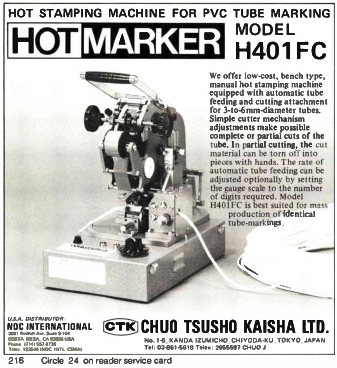 HOT STAMPING MACHINE FOR PVC TUBE MARKING
HOTMARKER
MODEL
H401FC
We offer low-cost, bench type,
manual hot stamping machine
equipped with automatic tube
feeding and cutting attachment
for 3-to6-mm-diameter tubes.
Simple cutter mechanism
adjustments make possible
complete or partial cuts of the
tube. In partial cutting, the cut
material can be torn off into
pieces with hands. The rate of
automatic tube feeding can be
adjusted optionally by setting
the gauge scale to the number
of digits required. Model
H401FC is best suited for mass
production of identical
tube-markings.
U.S.A. DISTRIBUTOR:
NDC INTERNATIONAL
COSTA MESA, CA
Phone
CTK CHUO TSUSHO KAISHA LTD.
No. 1-5, KANDA IZUMICHO, CHIYODA-KU, TOKYO, JAPAN
Tel: 03-861-5618 Telex: 2655597 CHUO J
216 Circle 24 on reader service card